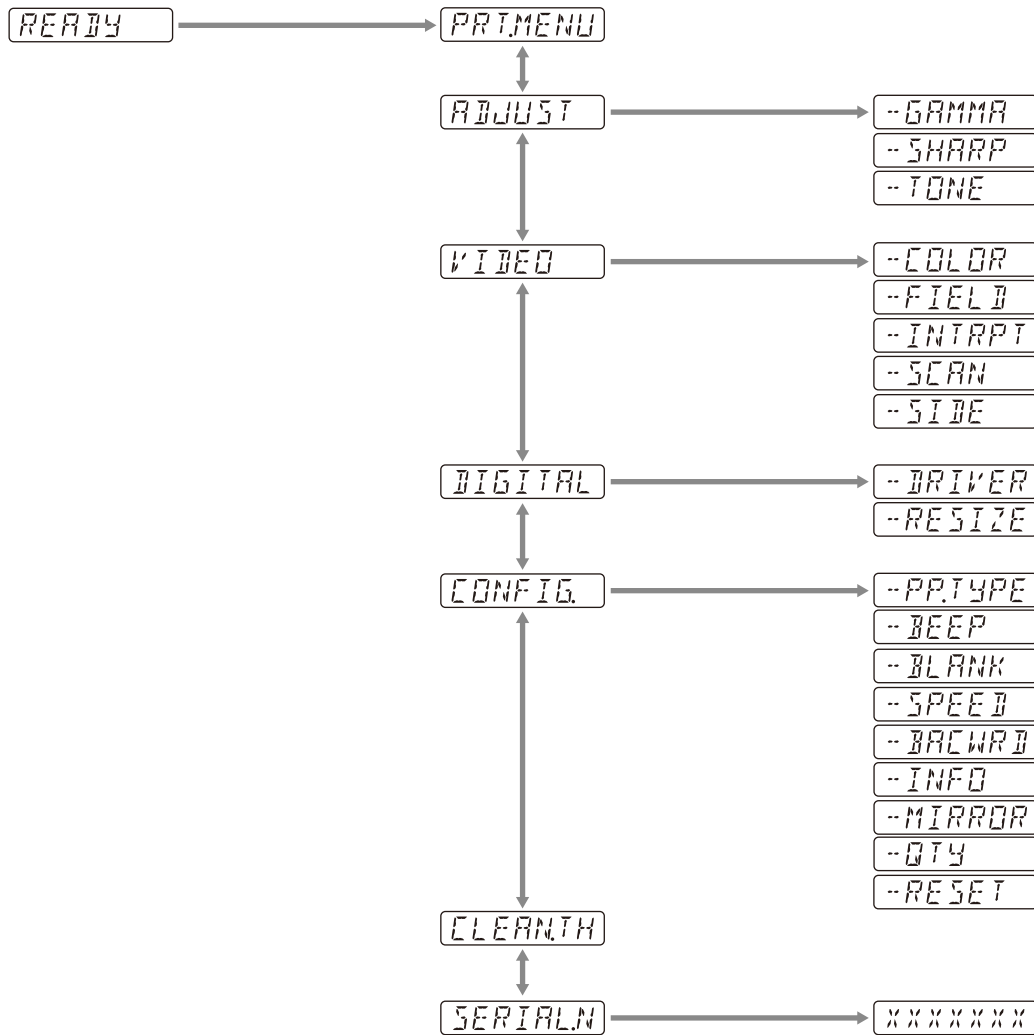 READY
PRT.MENU
ADJUST
-GAMMA
-SHARP
-TONE
VIDEO
-COLOR
-FIELD
-INTRPT
-SCAN
-SIDE
DIGITAL
-DRIVER
-RESIZE
CONFIG.
-PP.TYPE
-BEEP
-BLANK
-SPEED
-BACWRD
-INFO
-MIRROR
-QTY
-RESET
CLEAN.TH
SERIAL.N
XXXXXXX